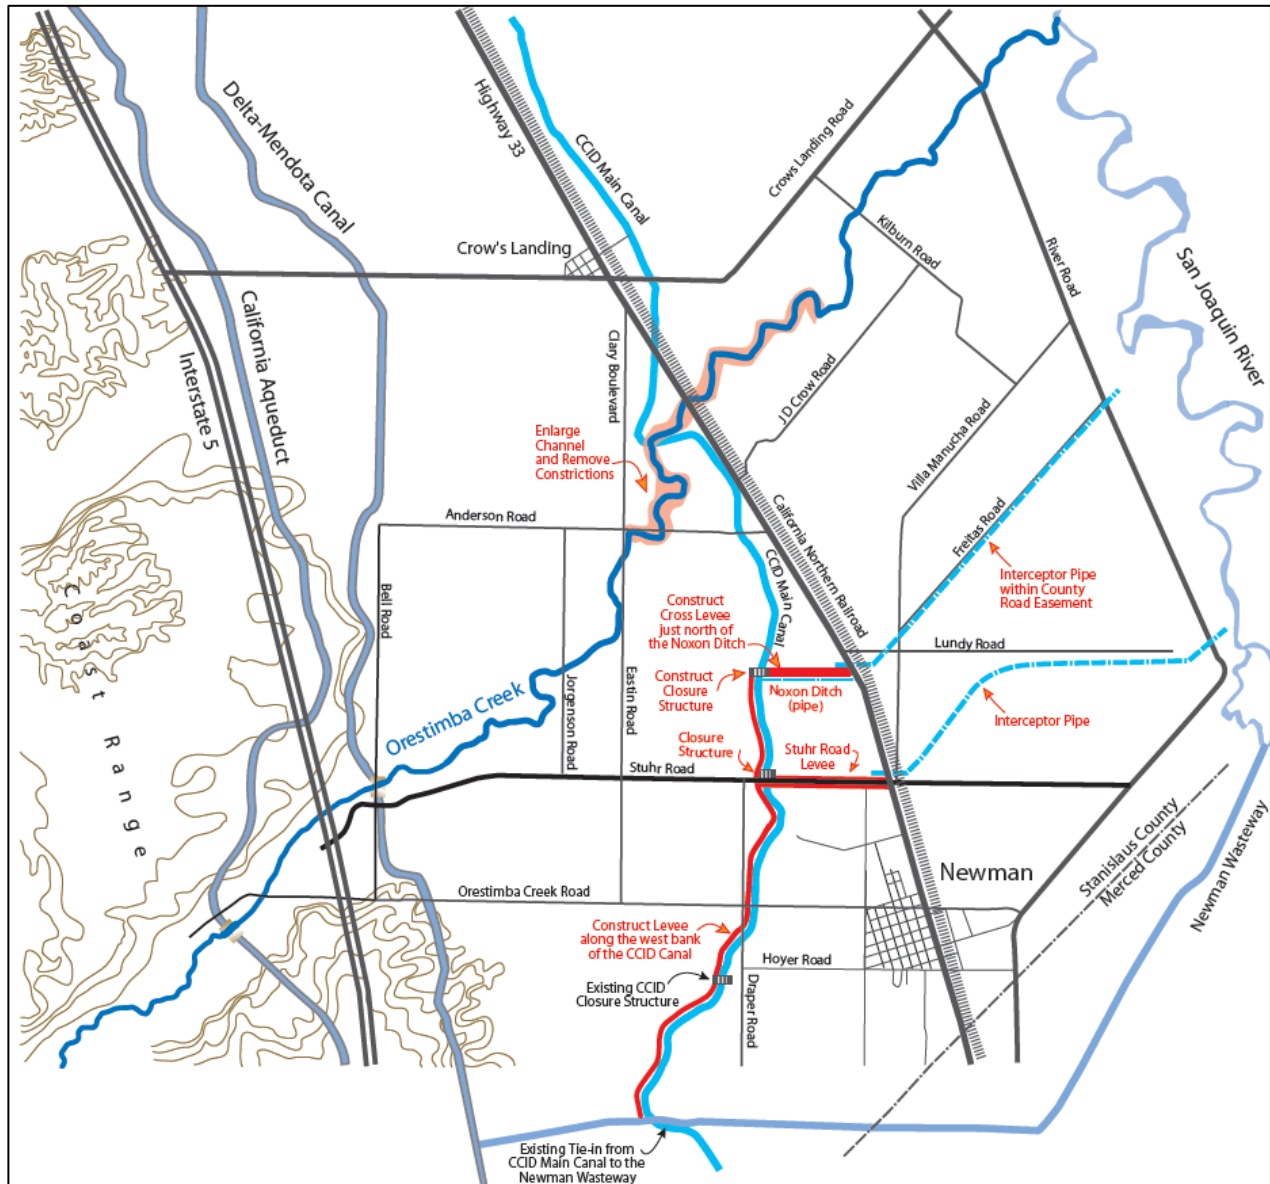 Delta-Mendota Canal
Highway 33
CCID Main Canal
Crows Landing Road
Kilburn Road
River Road
San Joaquin River
Crow's Landing
California Aqueduct
Interstate 5
Clary Boulevard
J D Crow Road
Villa Manucha Road
Enlarge
Channel
and Remove
Constrictions
Anderson Road
California Northern Railroad
Freitas Road
CCID Main Canal
Interceptor Pipe
within County
Road Easement
Bell Road
Coast Range
Construct
Cross Levee
just north of
the Noxon Ditch
Lundy Road
Jorgenson Road
Eastin Road
Construct
Closure
Structure
Noxon Ditch
(pipe)
Interceptor Pipe
Orestimba Creek
Closure
Structure
Stuhr Road
Levee
Stuhr Road
Newman
Stanislaus County
Merced County
Newman Wasteway
Orestimba Creek Road
Construct Levee
along the west bank
of the CCID Canal
Hoyer Road
Existing CCID
Closure Structure
Draper Road
Existing Tie-in from
CCID Main Canal to the
Newman Wasteway